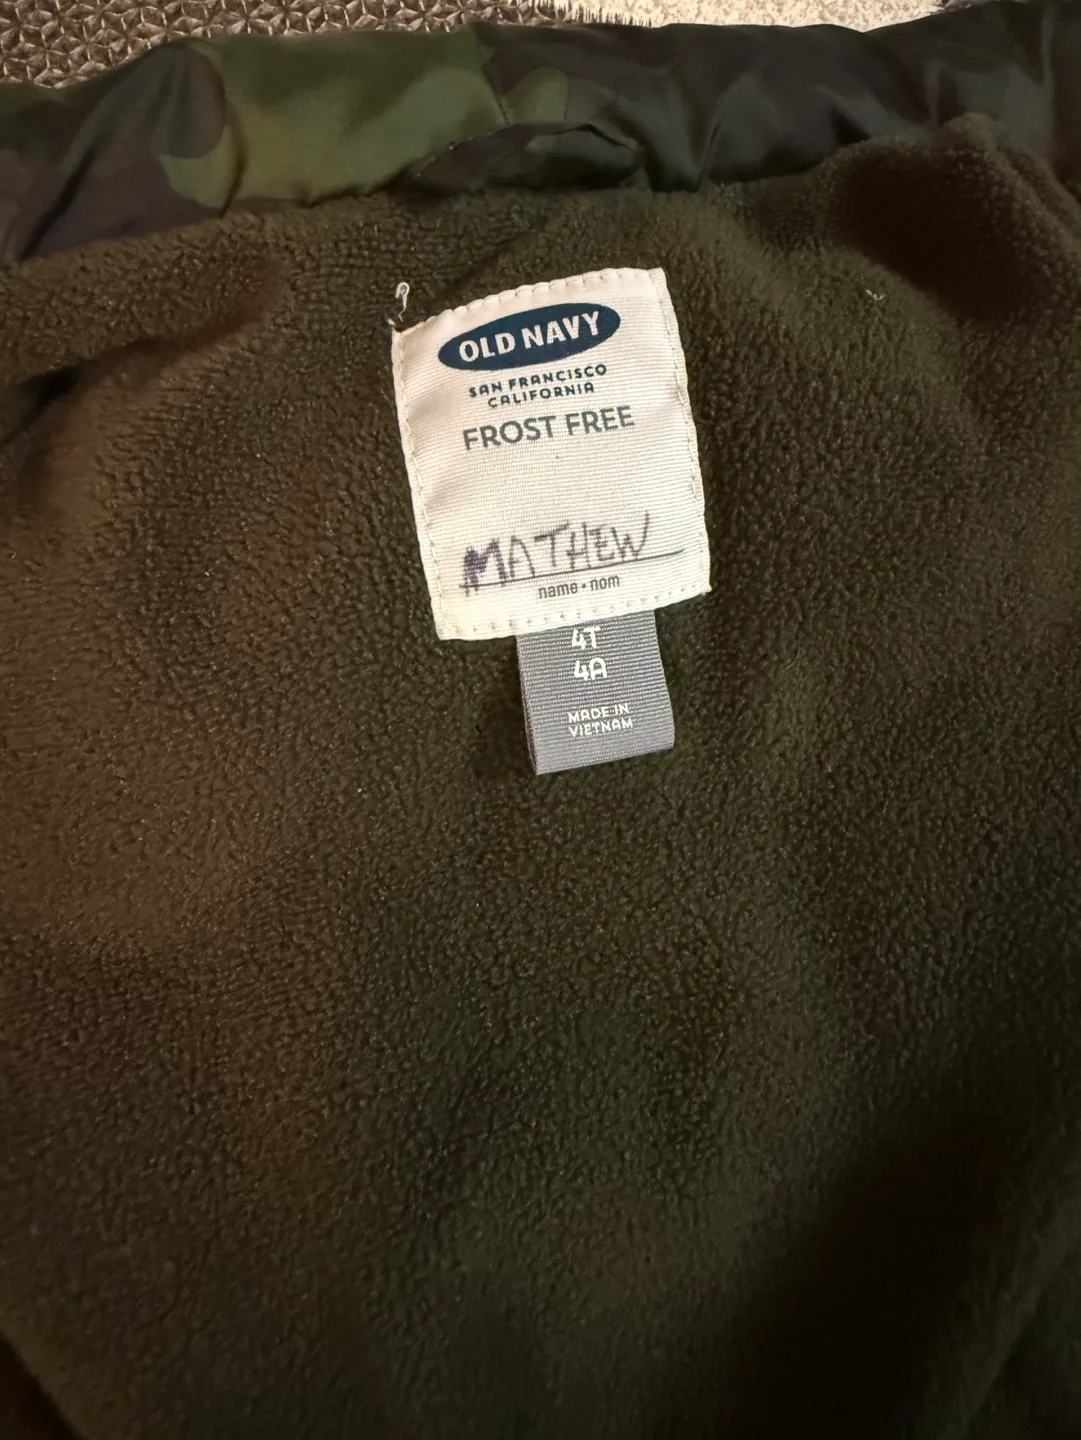 OLD NAVY
SAN FRANCISCO
CALIFORNIA
FROST FREE
MATHEW
name • nom
4T
4A
MADE IN
VIETNAM